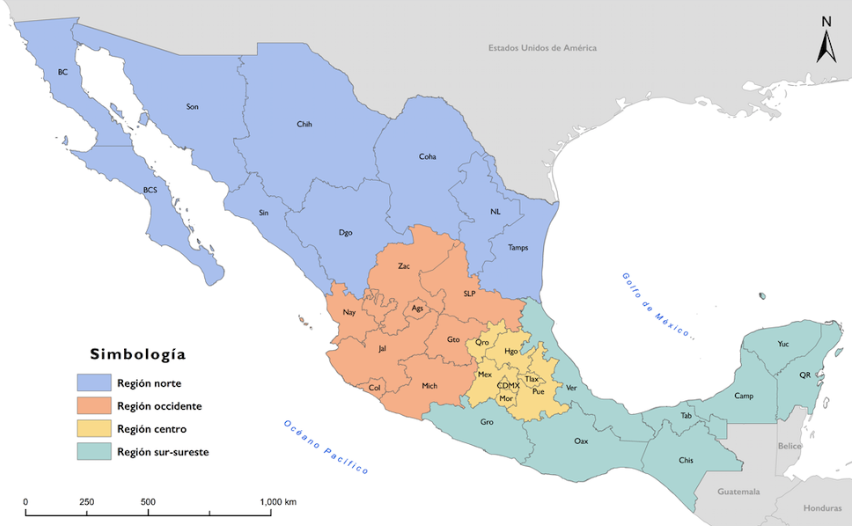 N
Estados Unidos de América
BC
Son
Chih
Coha
BCS
Sin
Dgo
NL
Tamps
Zac
SLP
Nay
Ags
Jal
Gto
Qro
Hgo
Col
Mich
Mex
CDMX
Tlax
Mor
Pue
Ver
Gro
Oax
Tab
Chis
Camp
Yuc
QR
Golfo de México..
Océano Pacífico
Belice
Guatemala
Honduras
Simbología
Región norte
Región occidente
Región centro
Región sur-sureste
0 250 500 1,000 km